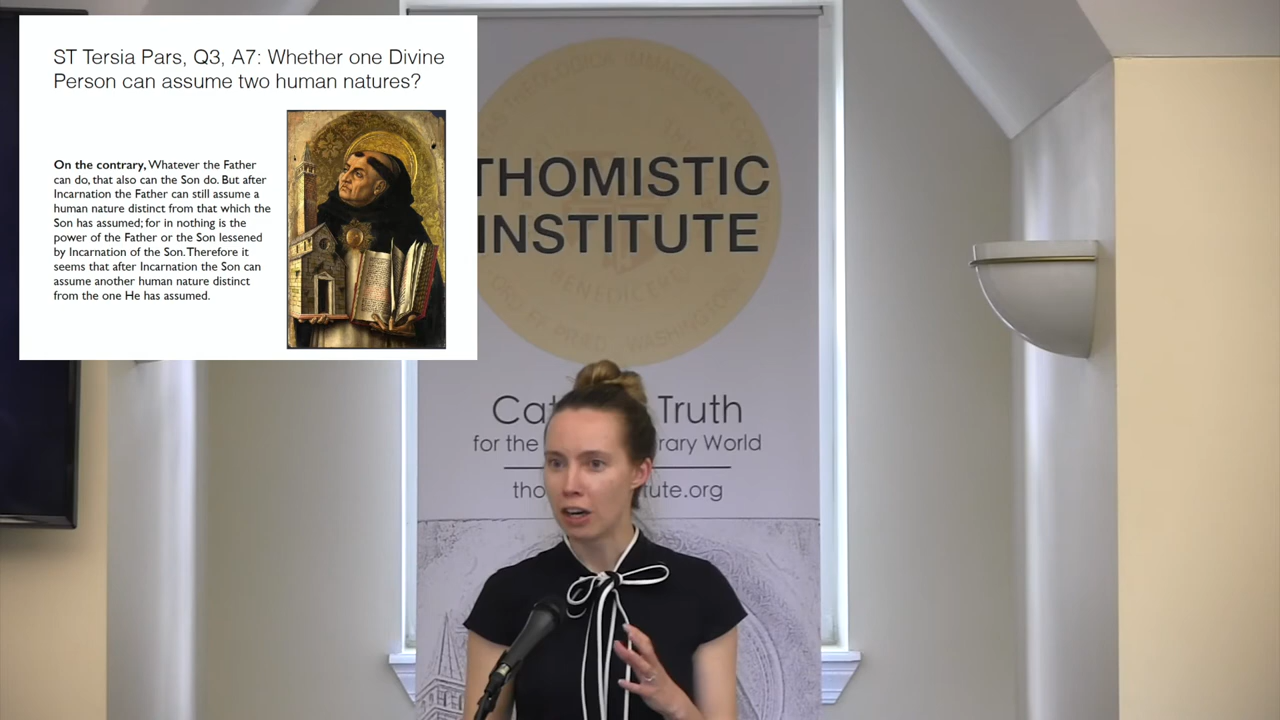 ST Tersia Pars, Q3, A7: Whether one Divine
Person can assume two human natures?
On the contrary, Whatever the Father
can do, that also can the Son do. But after
Incarnation the Father can still assume a
human nature distinct from that which the
Son has assumed; for in nothing is the
power of the Father or the Son lessened
by Incarnation of the Son. Therefore it
seems that after Incarnation the Son can
assume another human nature distinct
from the one He has assumed.
THOMISTIC
INSTITUTE
Cat Truth
for the rary World
tho tute.org